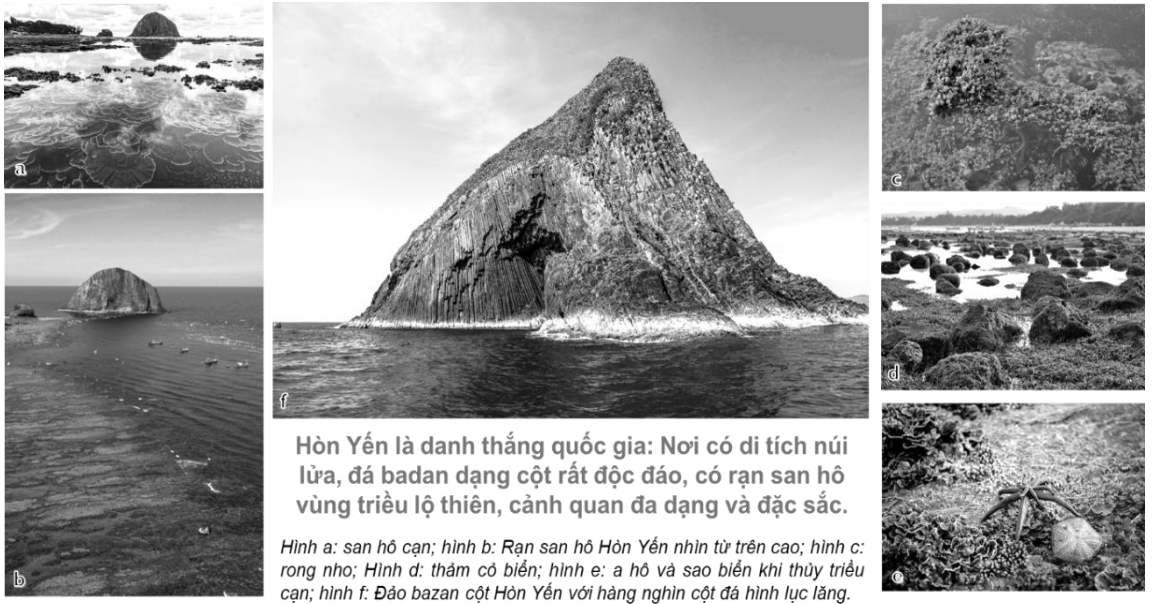 a
b
f
c
d
e
Hòn Yến là danh thắng quốc gia: Nơi có di tích núi
lửa, đá badan dạng cột rất độc đáo, có rạn san hô
vùng triều lộ thiên, cảnh quan đa dạng và đặc sắc.
Hình a: san hô cạn; hình b: Rạn san hô Hòn Yến nhìn từ trên cao; hình c:
rong nho; Hình d: thảm cỏ biển; hình e: a hô và sao biển khi thủy triều
cạn; hình f: Đảo bazan cột Hòn Yến với hàng nghìn cột đá hình lục lăng.